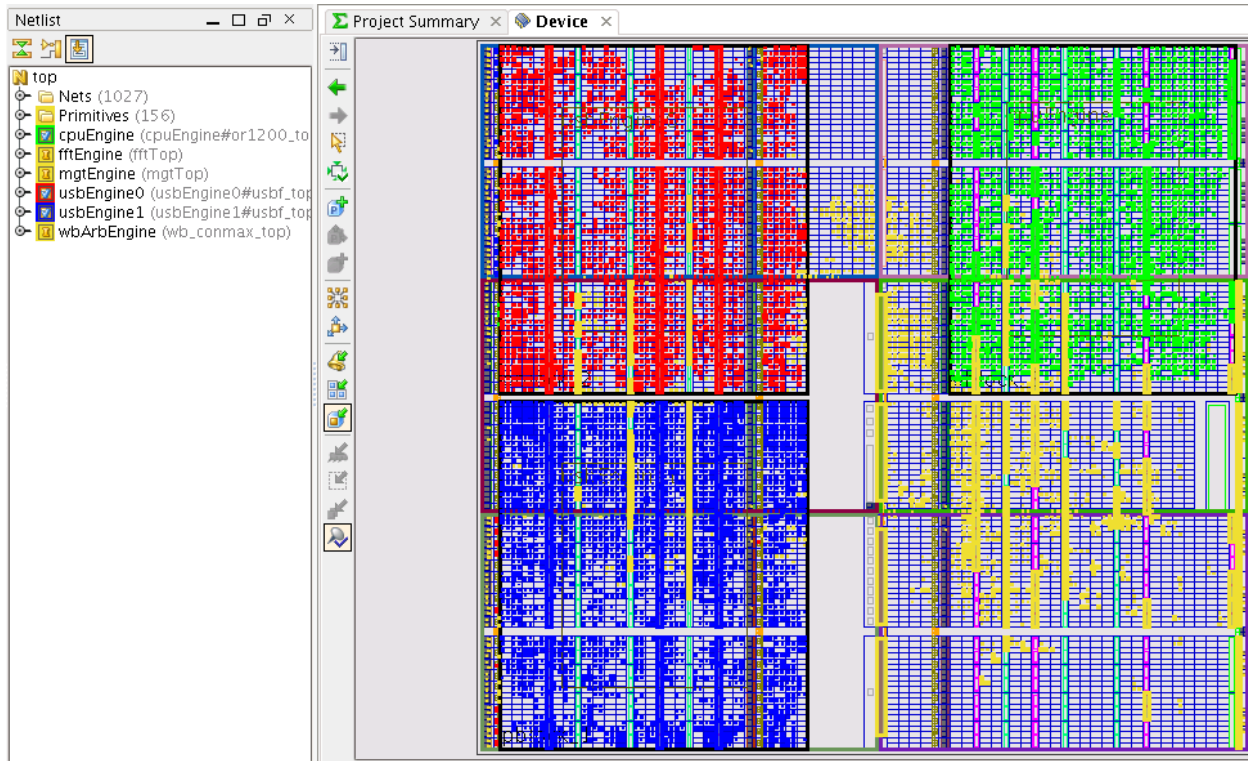 Netlist
Project Summary
Device
top
Nets (1027)
Primitives (156)
cpuEngine (cpuEngine#or1200_to
fftEngine (fftTop)
mgtEngine (mgtTop)
usbEngine0 (usbEngine0#usbf_top
usbEngine1 (usbEngine1#usbf_top
wbArbEngine (wb_conmax_top)